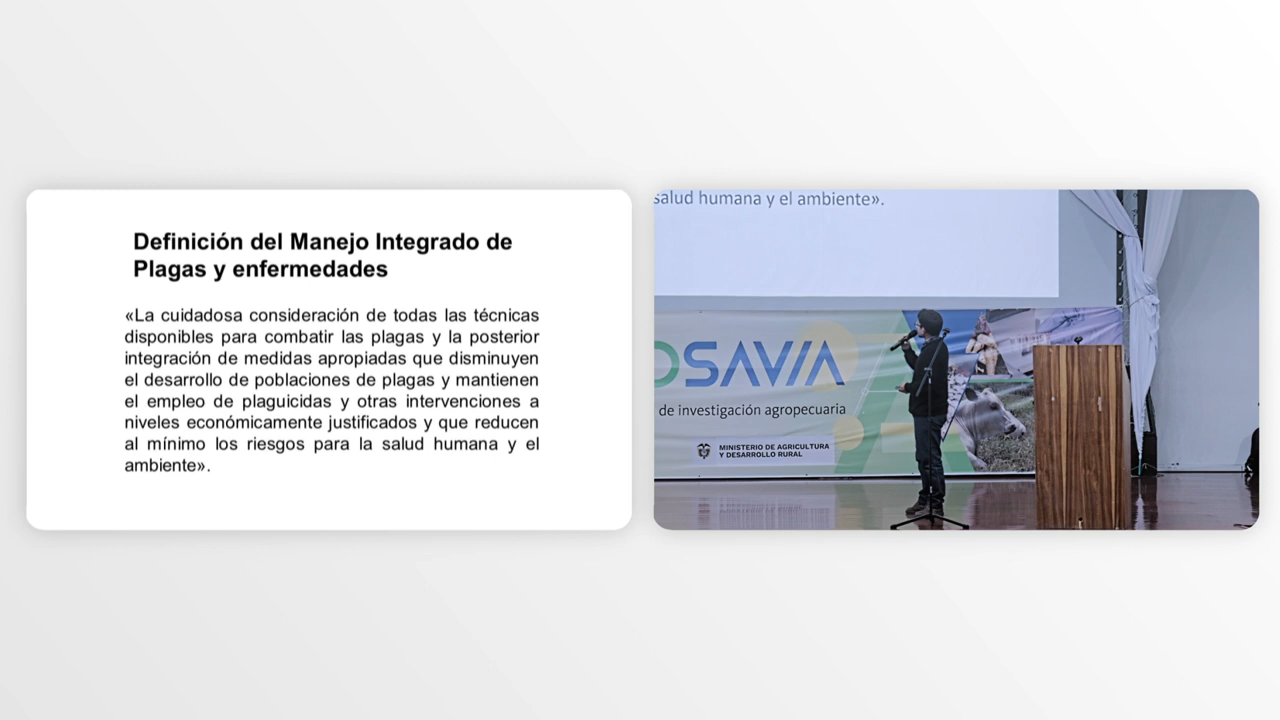 Definición del Manejo Integrado de
Plagas y enfermedades
«La cuidadosa consideración de todas las técnicas
disponibles para combatir las plagas y la posterior
integración de medidas apropiadas que disminuyen
el desarrollo de poblaciones de plagas y mantienen
el empleo de plaguicidas y otras intervenciones a
niveles económicamente justificados y que reducen
al mínimo los riesgos para la salud humana y el
ambiente».
salud humana y el ambiente».
OSAVIA
de investigación agropecuaria
MINISTERIO DE AGRICULTURA
Y DESARROLLO RURAL